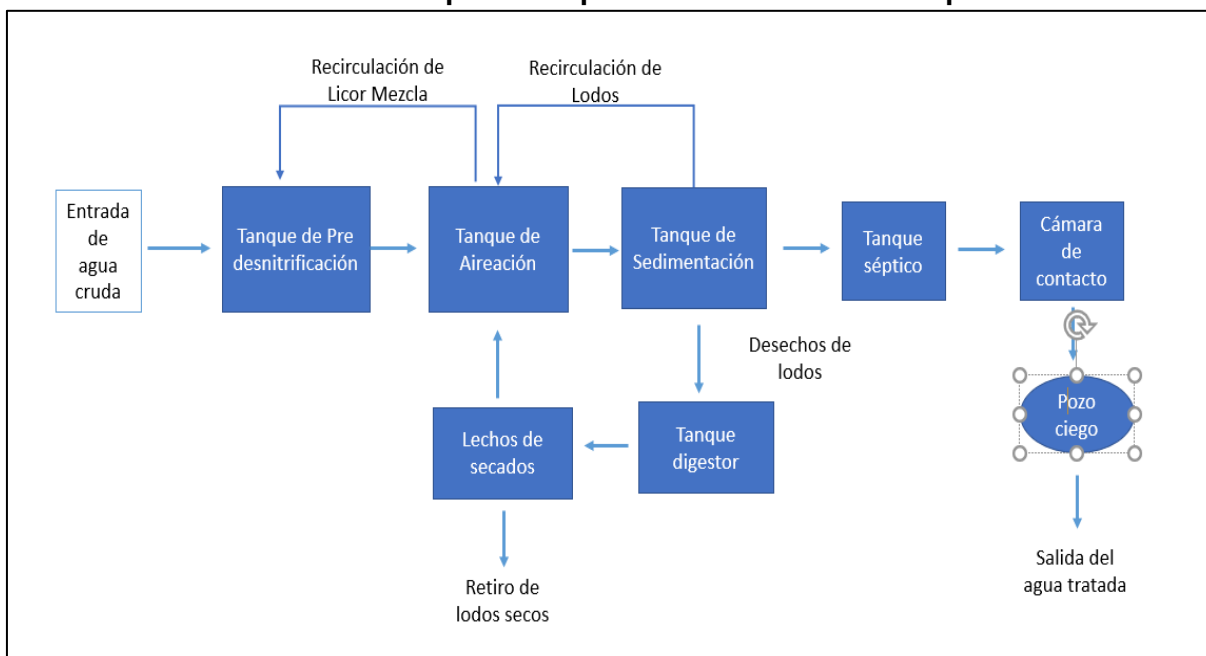 Recirculación de
Licor Mezcla
Recirculación de
Lodos
Entrada
de
agua
cruda
Tanque de Pre
desnitrificación
Tanque de
Aireación
Tanque de
Sedimentación
Tanque
séptico
Cámara
de
contacto
Desechos de
lodos
Lechos de
secados
Tanque
digestor
Pozo
ciego
Retiro de
lodos secos
Salida del
agua tratada